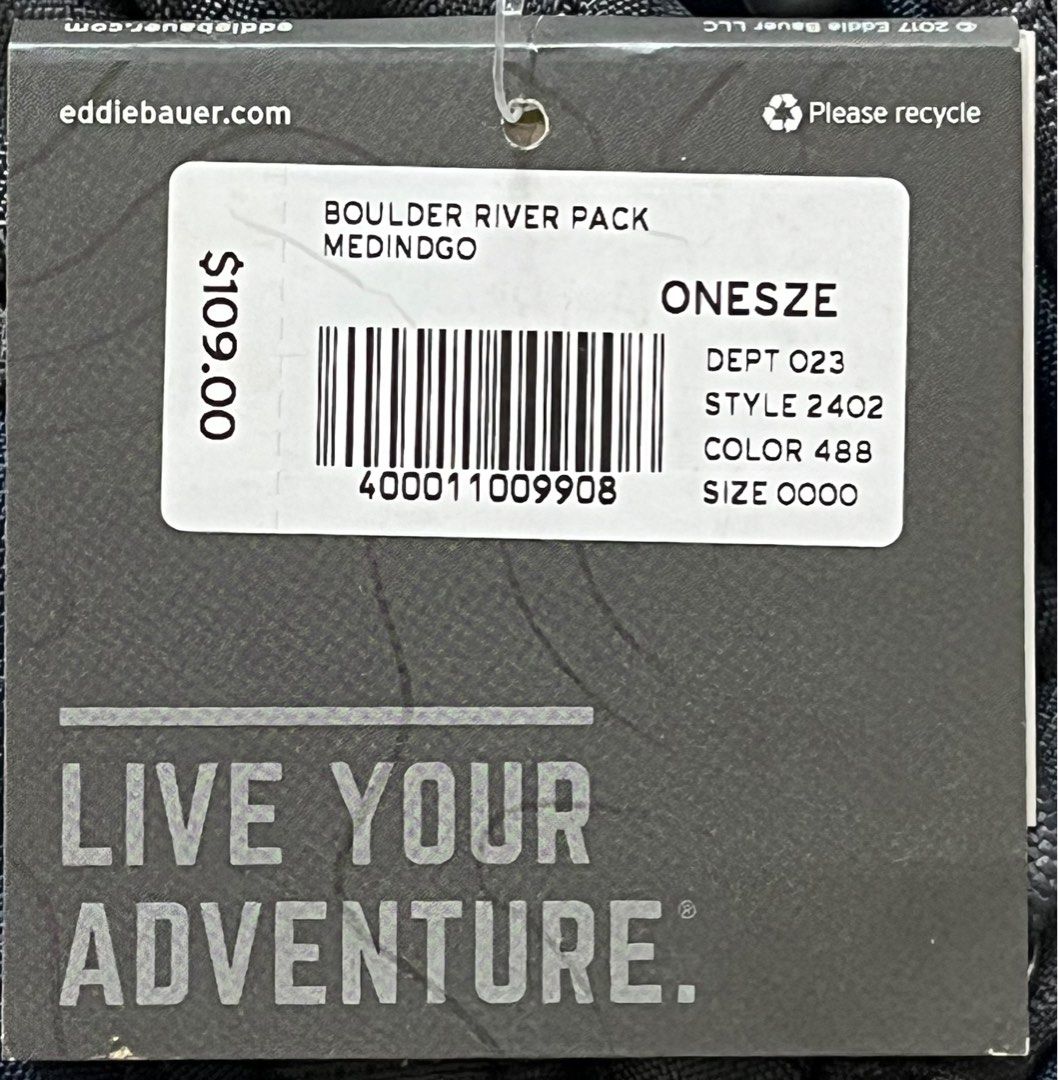 eddiebauer.com
© 2017 Eddie Bauer LLC
eddiebauer.com
Please recycle
$109.00
BOULDER RIVER PACK
MEDINDGO
ONESZE
DEPT 023
STYLE 2402
COLOR 488
SIZE 0000
400011009908
LIVE YOUR
ADVENTURE.®